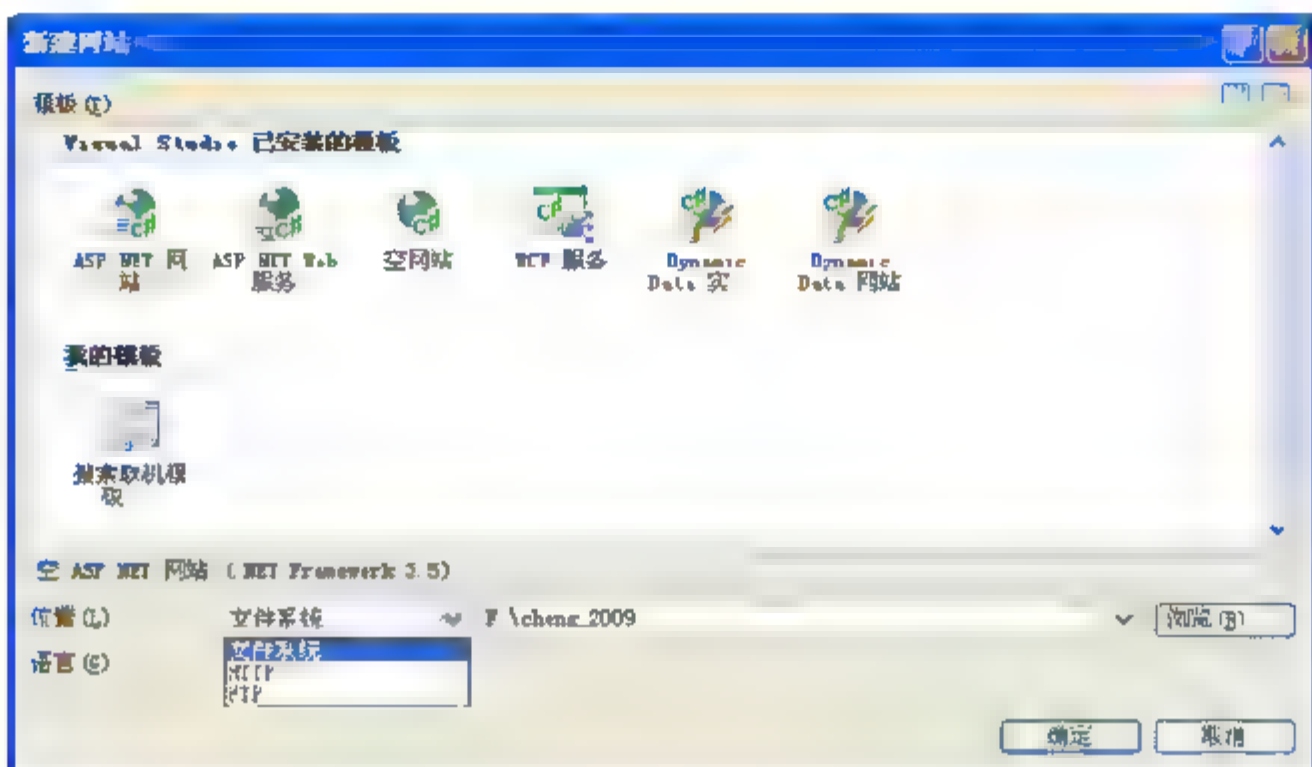 新建网站
模板(T)
Visual Studio 已安装的模板
ASP NET 网站
ASP NET Web 服务
空网站
WCF 服务
Dynamic Data 实
Dynamic Data 网站
我的模板
搜索联机模板
空 ASP NET 网站 ( NET Framework 3.5)
位置(L)
文件系统
F \cheng_2009
浏览(B)
语言(G)
文件系统
HTTP
FTP
确定
取消